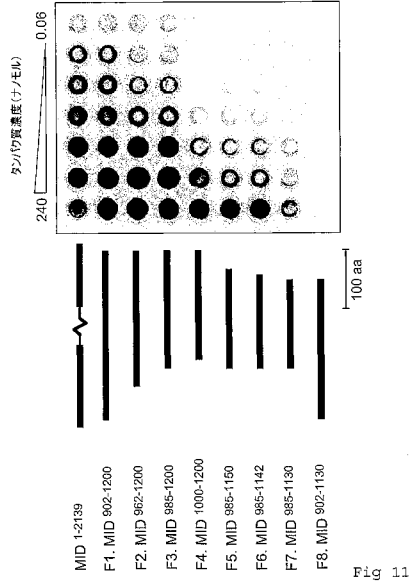 タンパク質濃度(ナノモル)
240
0.06
MID 1-2139
F1. MID 902-1200
F2. MID 962-1200
F3. MID 985-1200
F4. MID 1000-1200
F5. MID 985-1150
F6. MID 985-1142
F7. MID 985-1130
F8. MID 902-1130
100 aa
Fig 11